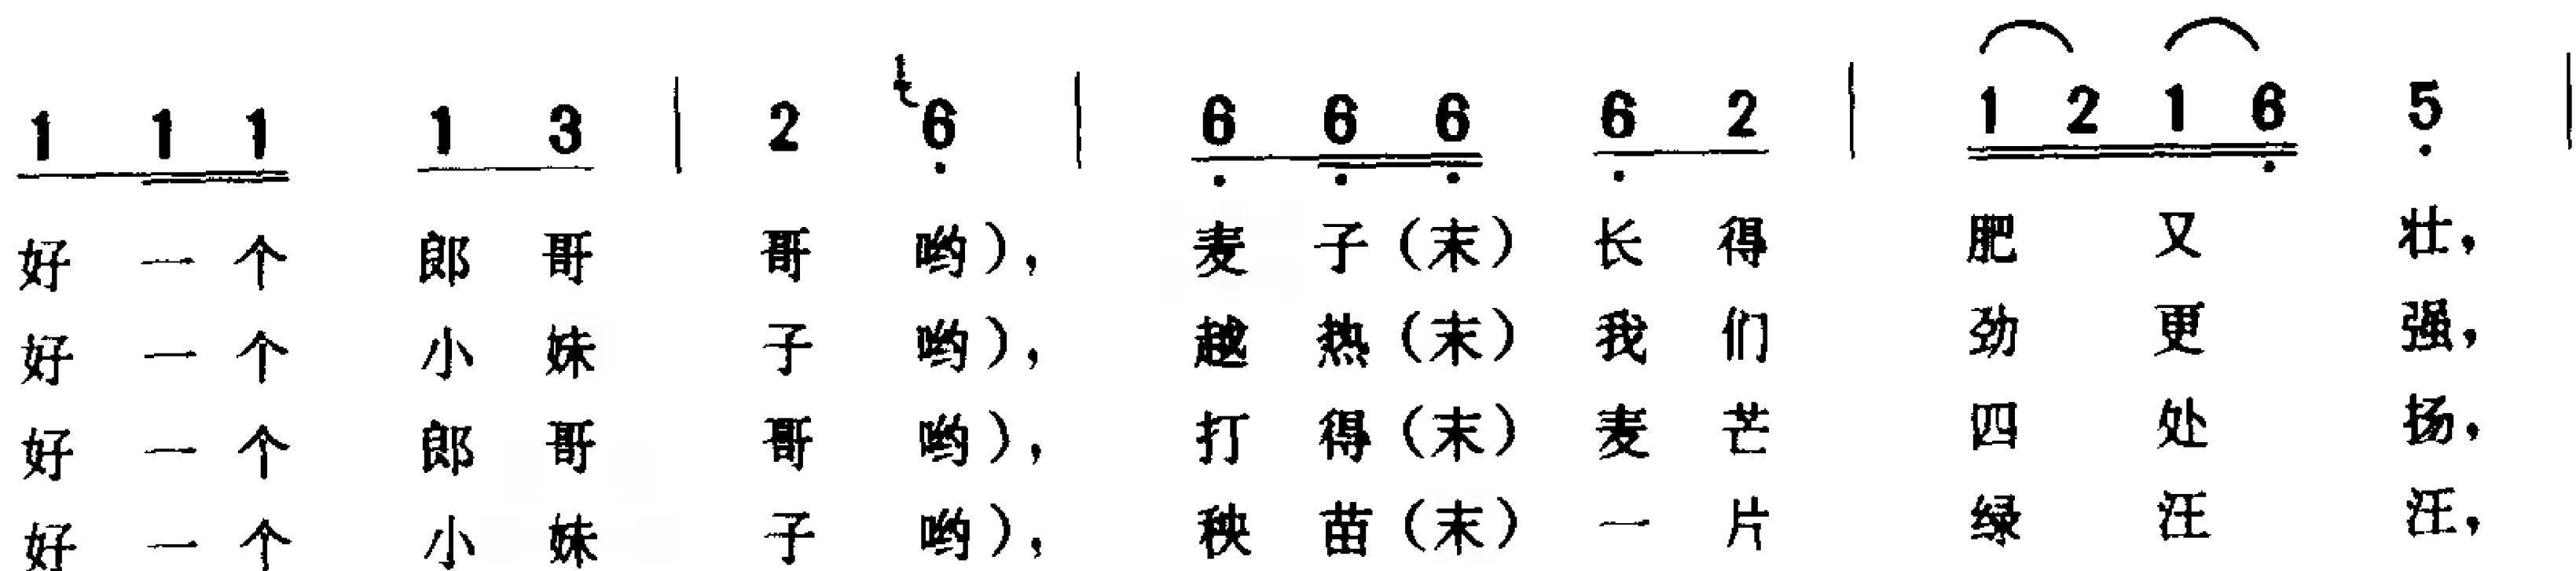 1 1 1 1 3 | 2 1 6 | 6 6 6 6 2 | 1 2 1 6 5 |
好一个郎哥哥哟），麦子（末）长得肥又壮，
好一个小妹子哟），越热（末）我们劲更强，
好一个郎哥哥哟），打得（末）麦芒四处扬，
好一个小妹子哟），秧苗（末）一片绿汪汪，